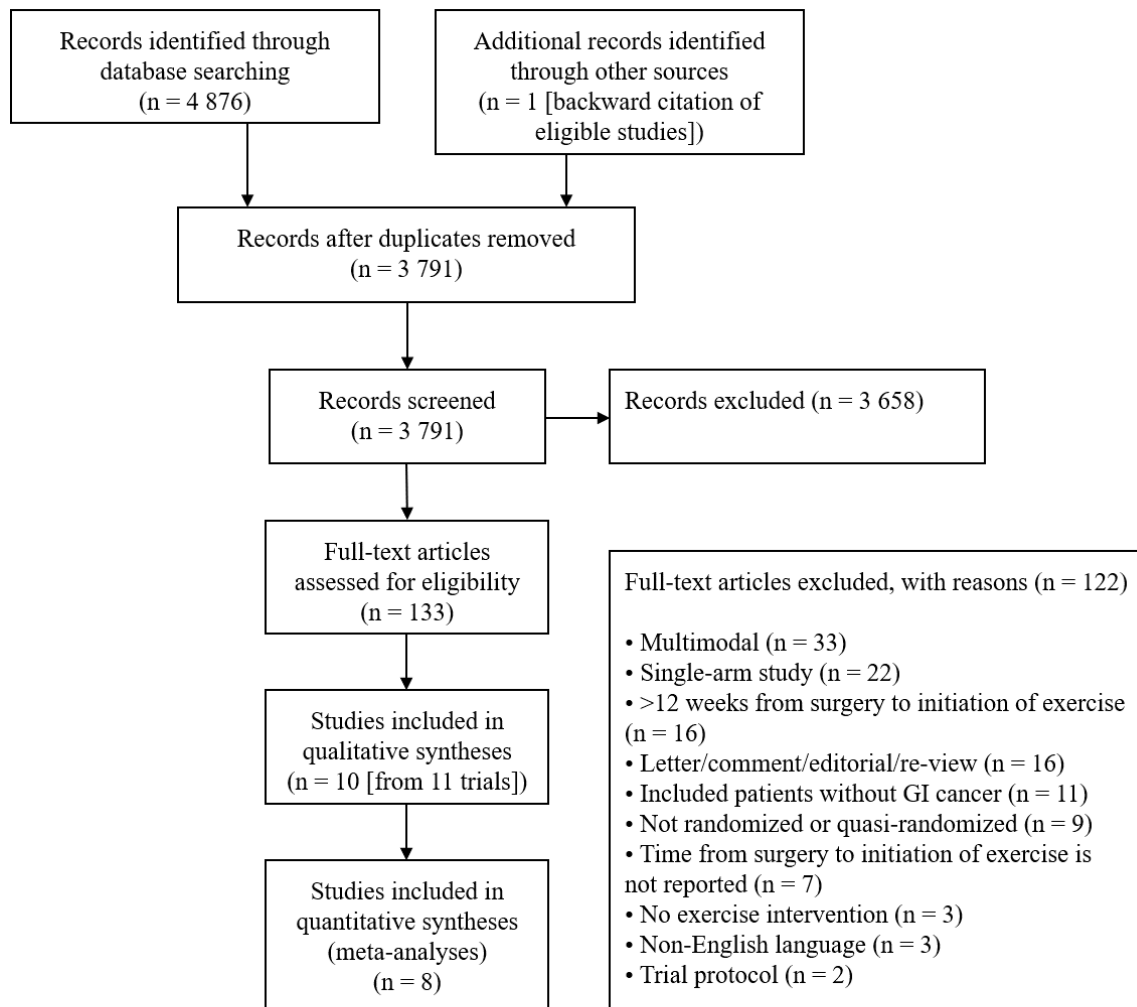 Records identified through
database searching
(n = 4 876)
Additional records identified
through other sources
(n = 1 [backward citation of
eligible studies])
Records after duplicates removed
(n = 3 791)
Records screened
(n = 3 791)
Records excluded (n = 3 658)
Full-text articles
assessed for eligibility
(n = 133)
Full-text articles excluded, with reasons (n = 122)
• Multimodal (n = 33)
• Single-arm study (n = 22)
• >12 weeks from surgery to initiation of exercise
(n = 16)
• Letter/comment/editorial/re-view (n = 16)
• Included patients without GI cancer (n = 11)
• Not randomized or quasi-randomized (n = 9)
• Time from surgery to initiation of exercise is
not reported (n = 7)
• No exercise intervention (n = 3)
• Non-English language (n = 3)
• Trial protocol (n = 2)
Studies included in
qualitative syntheses
(n = 10 [from 11 trials])
Studies included in
quantitative syntheses
(meta-analyses)
(n = 8)